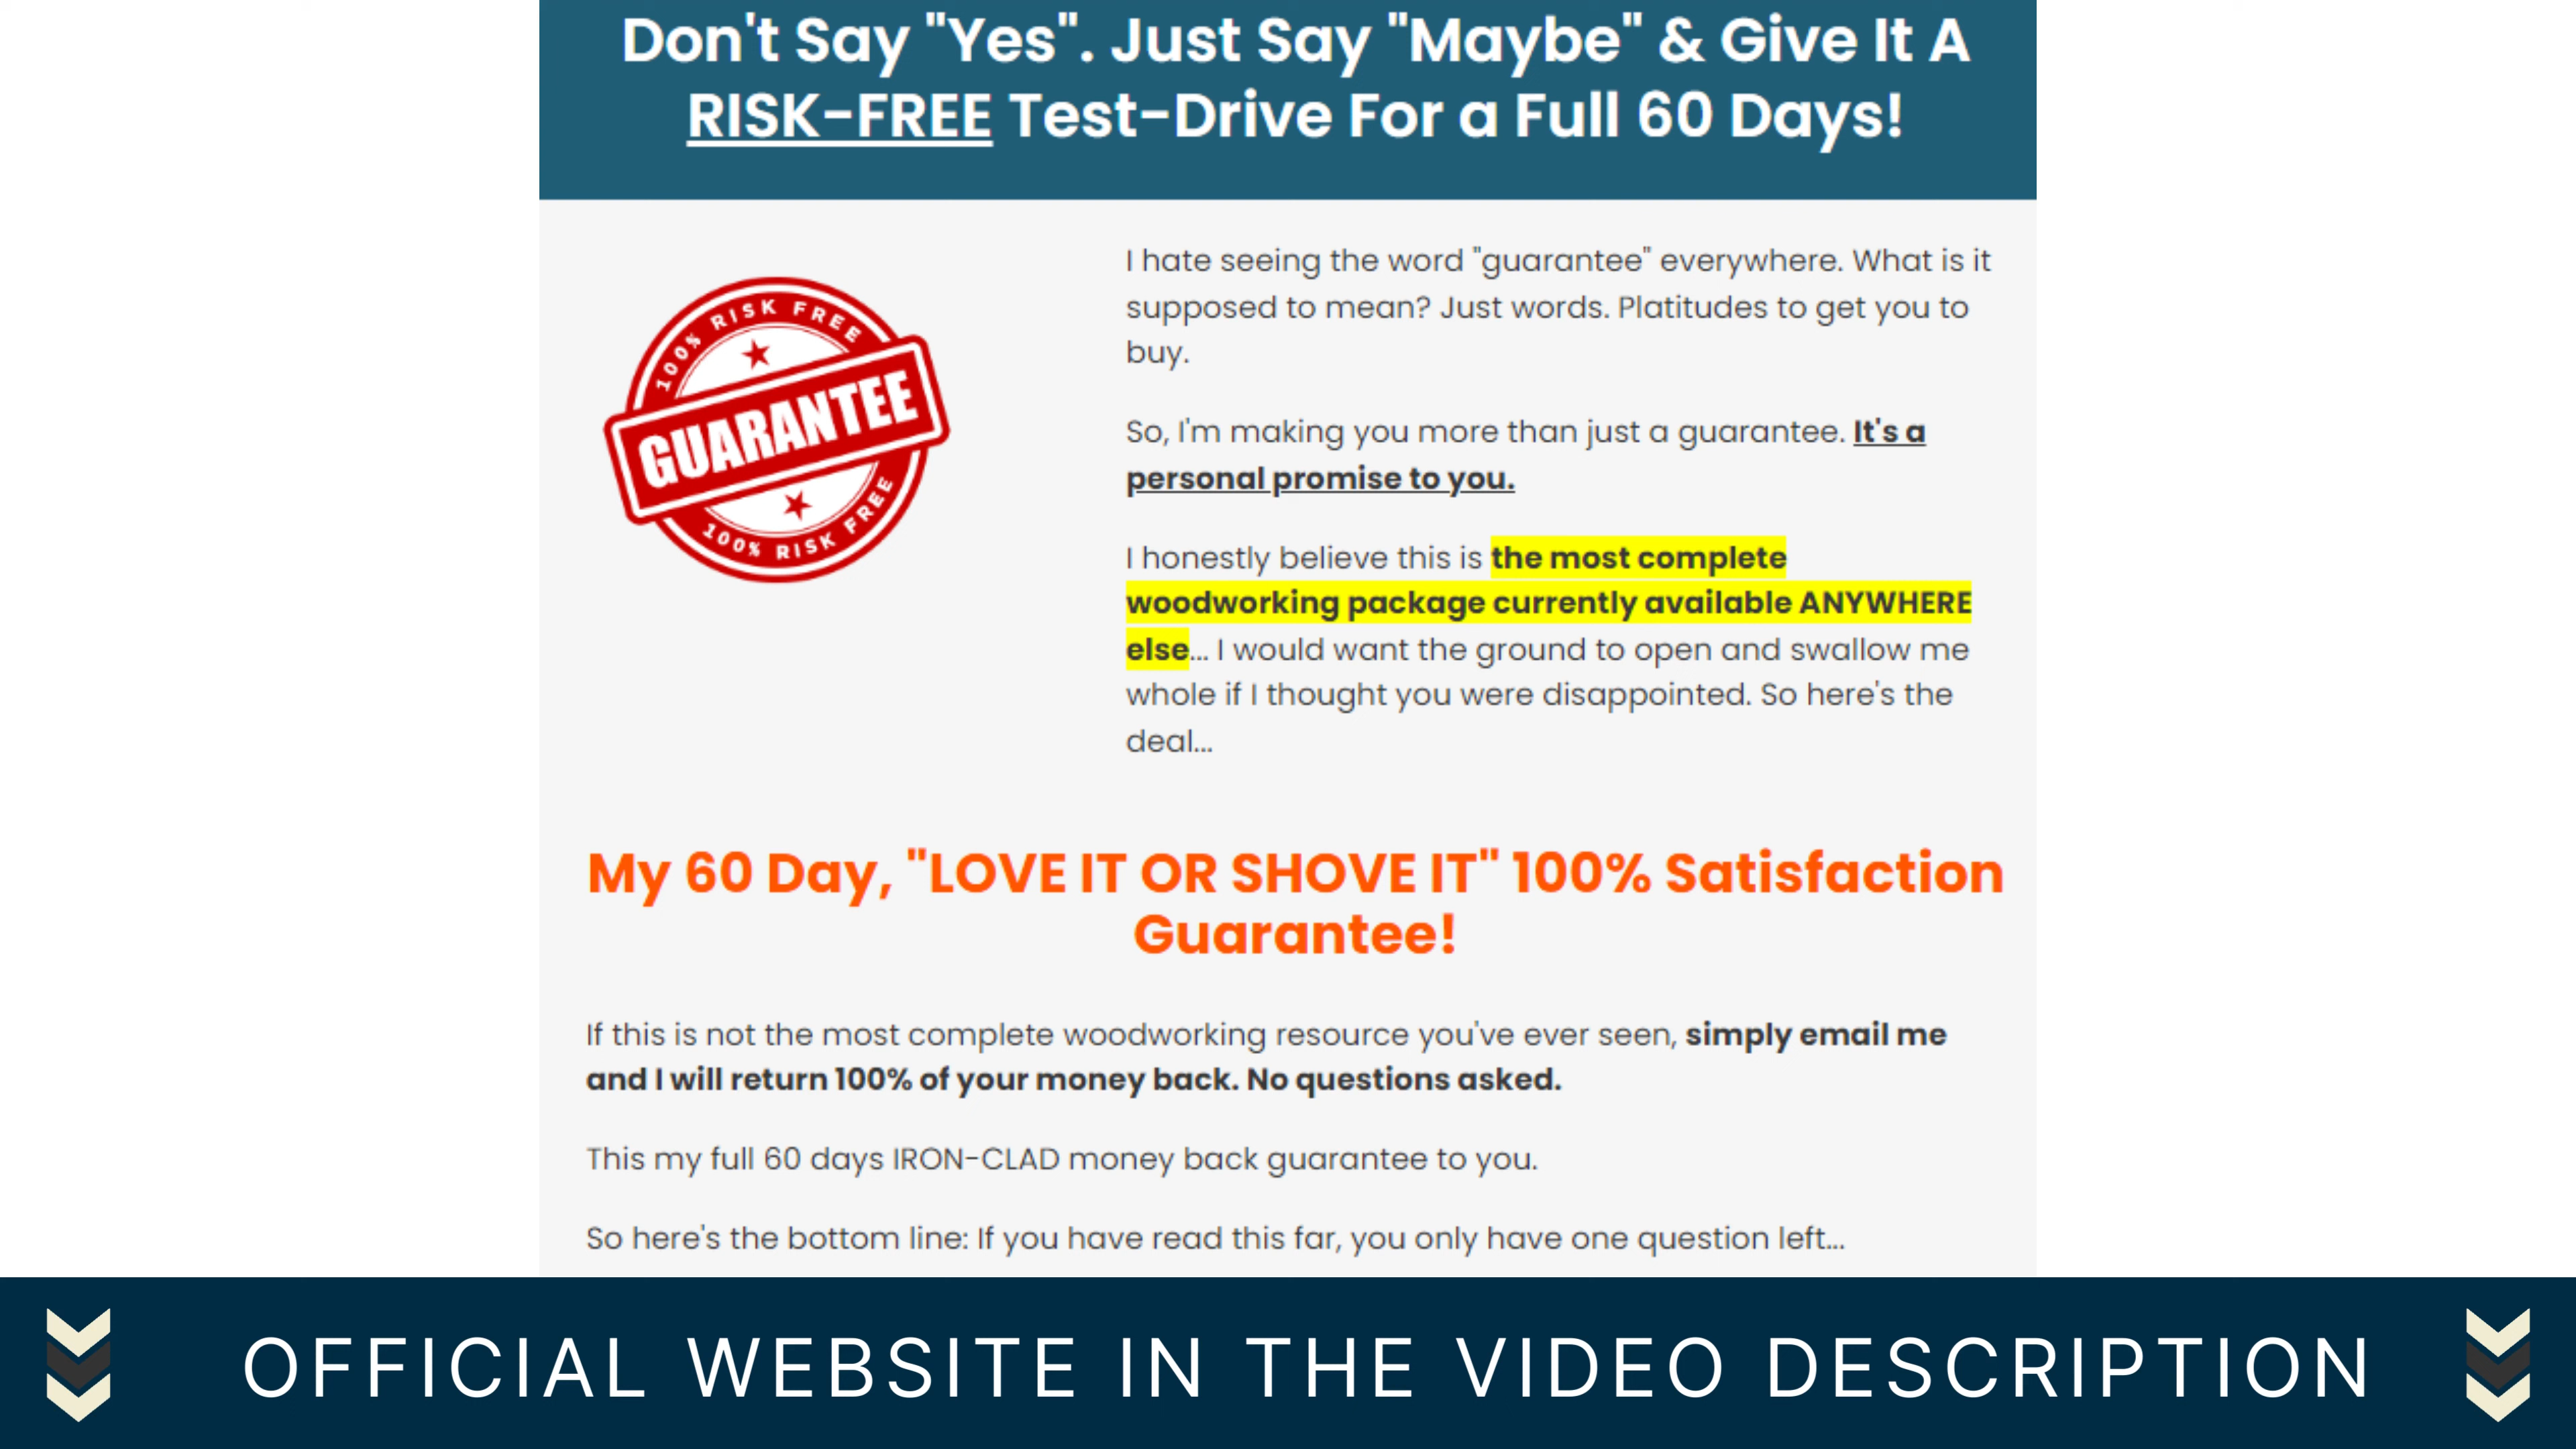 Don't Say "Yes". Just Say "Maybe" & Give It A
RISK-FREE Test-Drive For a Full 60 Days!
100% RISK FREE
GUARANTEE
100% RISK FREE
I hate seeing the word "guarantee" everywhere. What is it
supposed to mean? Just words. Platitudes to get you to
buy.
So, I'm making you more than just a guarantee. It's a
personal promise to you.
I honestly believe this is the most complete
woodworking package currently available ANYWHERE
else... I would want the ground to open and swallow me
whole if I thought you were disappointed. So here's the
deal...
My 60 Day, "LOVE IT OR SHOVE IT" 100% Satisfaction
Guarantee!
If this is not the most complete woodworking resource you've ever seen, simply email me
and I will return 100% of your money back. No questions asked.
This my full 60 days IRON-CLAD money back guarantee to you.
So here's the bottom line: If you have read this far, you only have one question left...
OFFICIAL WEBSITE IN THE VIDEO DESCRIPTION